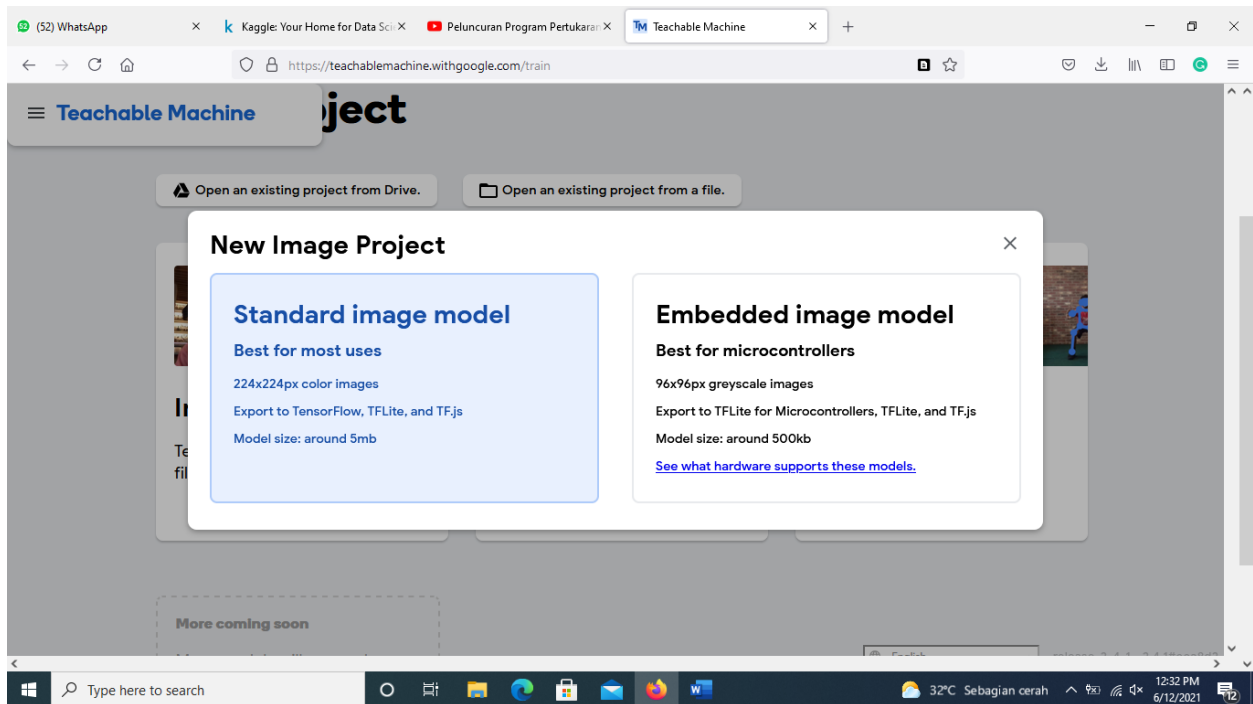 (52) WhatsApp
Kaggle: Your Home for Data Scie
Peluncuran Program Pertukaran
Teachable Machine
https://teachablemachine.withgoogle.com/train
Teachable Machine
ject
Open an existing project from Drive.
Open an existing project from a file.
New Image Project
Standard image model
Best for most uses
224x224px color images
Export to TensorFlow, TFLite, and TF.js
Model size: around 5mb
Embedded image model
Best for microcontrollers
96x96px greyscale images
Export to TFLite for Microcontrollers, TFLite, and TF.js
Model size: around 500kb
See what hardware supports these models.
Te
fil
More coming soon
English
Type here to search
32°C Sebagian cerah
12:32 PM
6/12/2021
12